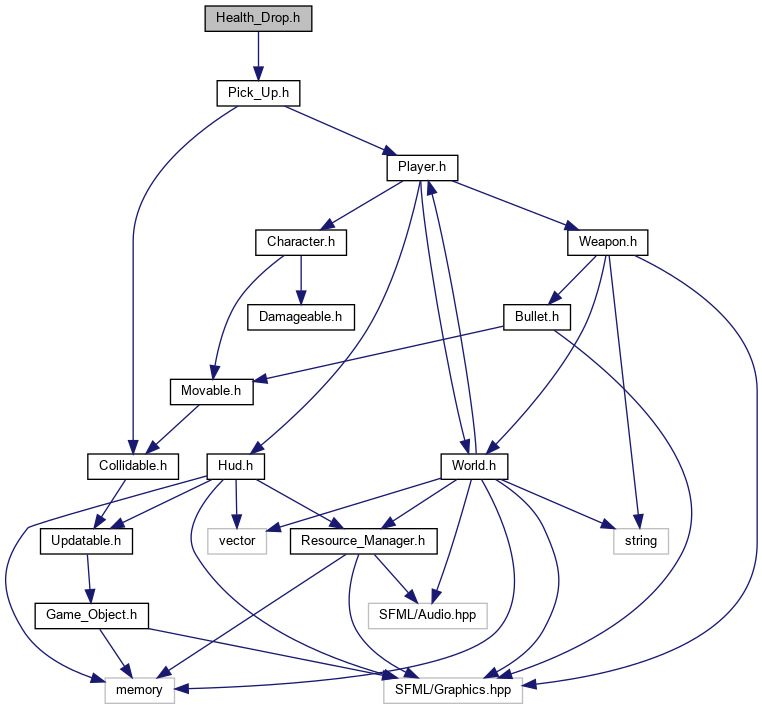 Health_Drop.h
Pick_Up.h
Player.h
Character.h
Weapon.h
Damageable.h
Bullet.h
Movable.h
Collidable.h
Hud.h
World.h
Updatable.h
vector
Resource_Manager.h
string
Game_Object.h
SFML/Audio.hpp
memory
SFML/Graphics.hpp